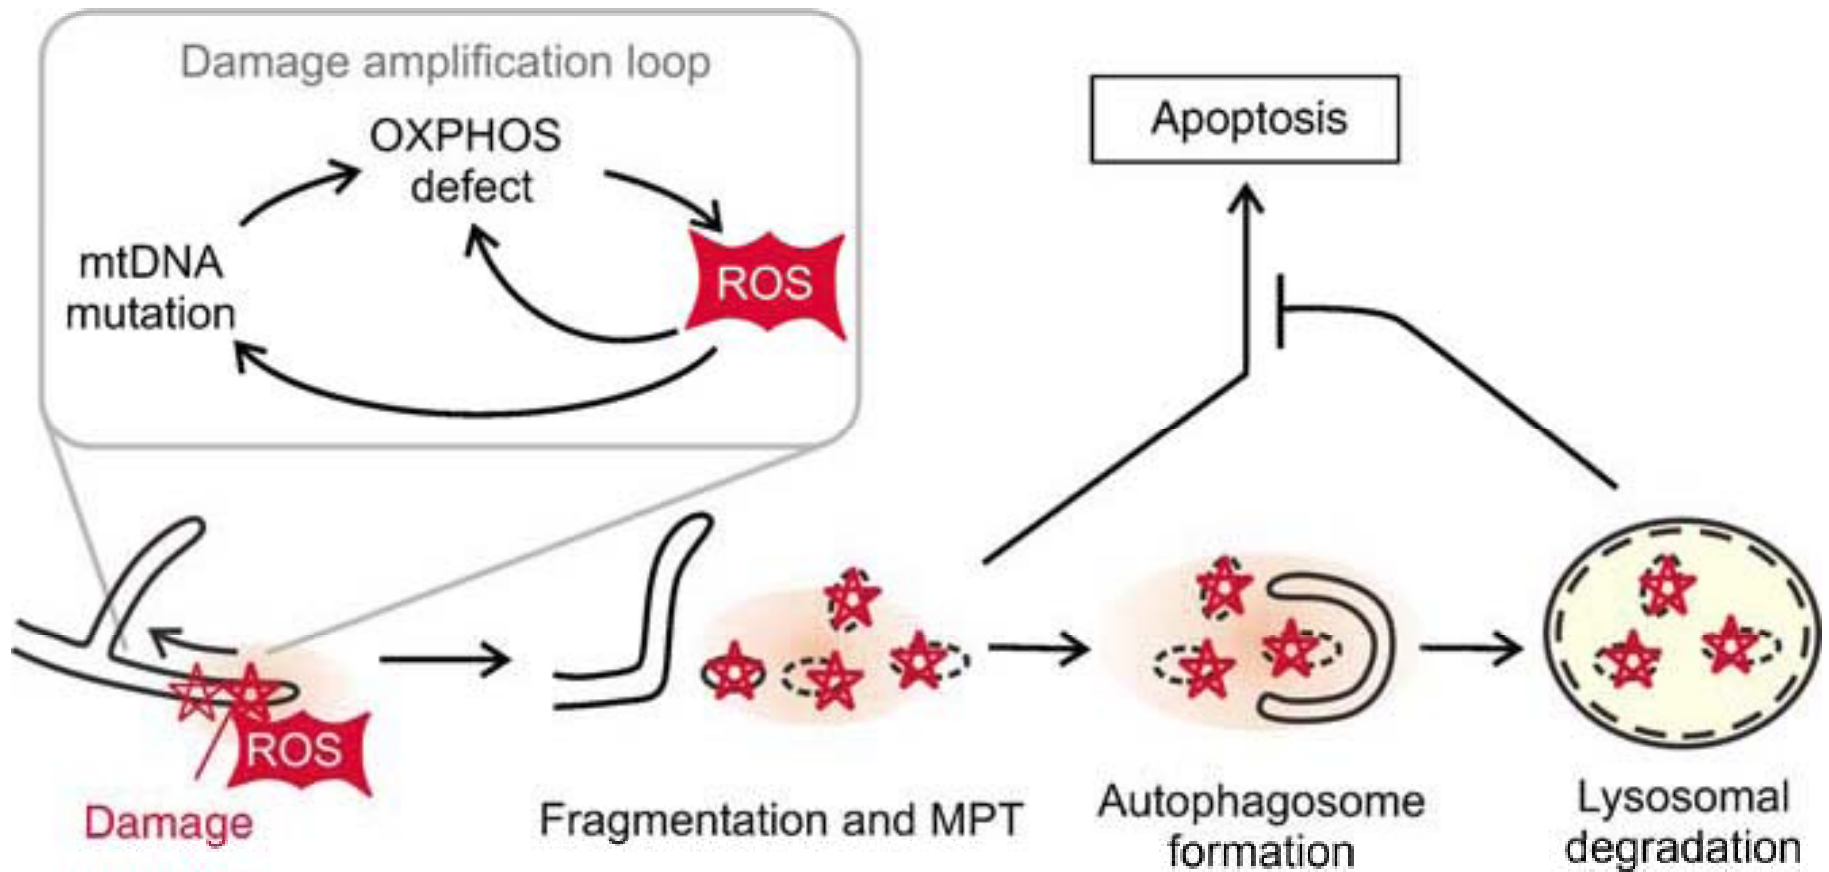 Damage amplification loop
OXPHOS
defect
mtDNA
mutation
ROS
Apoptosis
ROS
Damage
Fragmentation and MPT
Autophagosome
formation
Lysosomal
degradation